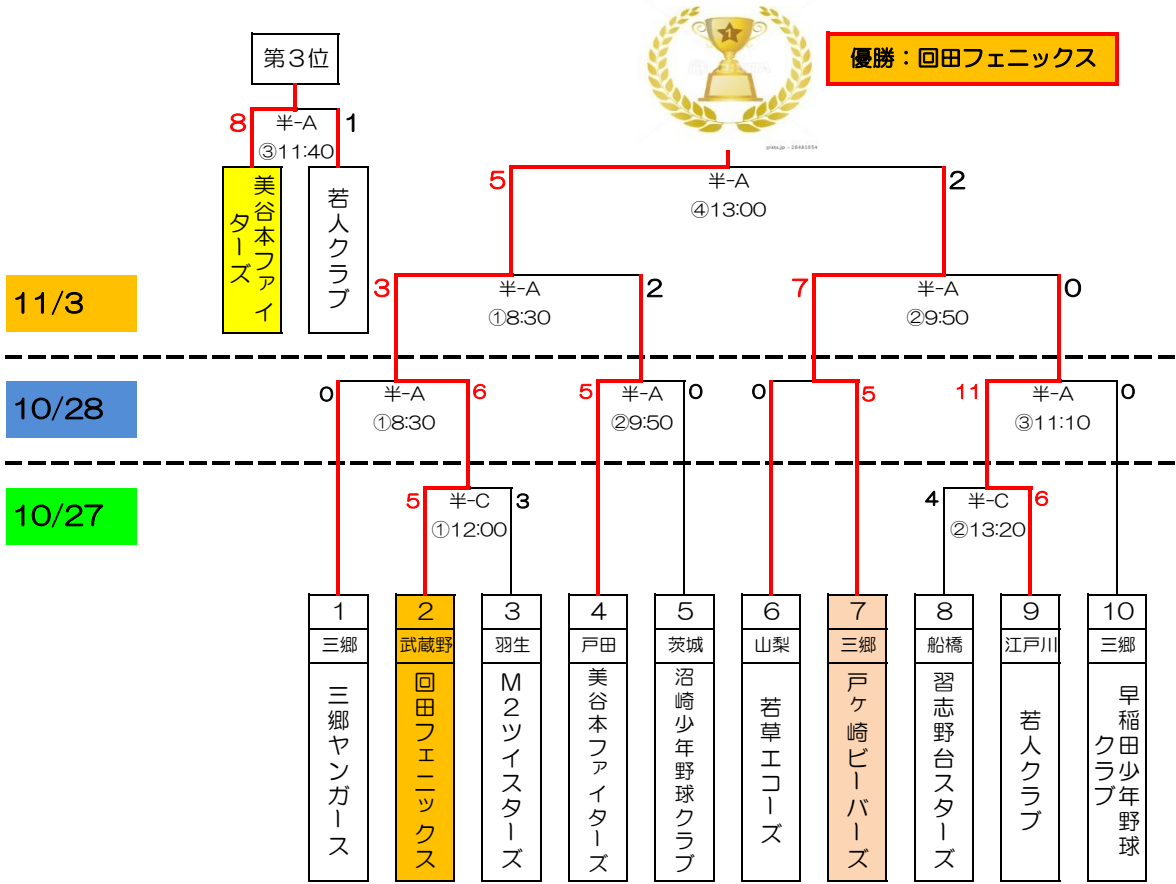 優勝：回田フェニックス
第３位
8
半-A
1
③11:40
美谷本ファイターズ
若人クラブ
1
pixta.jp - 28481054
5
半-A
2
④13:00
11/3
3
半-A
2
①8:30
7
半-A
0
②9:50
10/28
0
半-A
6
①8:30
5
半-A
0
②9:50
0
5
11
半-A
0
③11:10
10/27
5
半-C
3
①12:00
4
半-C
6
②13:20
1
三郷
三郷ヤンガース
2
武蔵野
回田フェニックス
3
羽生
Ｍ２ツイスターズ
4
戸田
美谷本ファイターズ
5
茨城
沼崎少年野球クラブ
6
山梨
若草エコーズ
7
三郷
戸ヶ崎ビーバーズ
8
船橋
習志野台スターズ
9
江戸川
若人クラブ
10
三郷
早稲田少年野球
クラブ